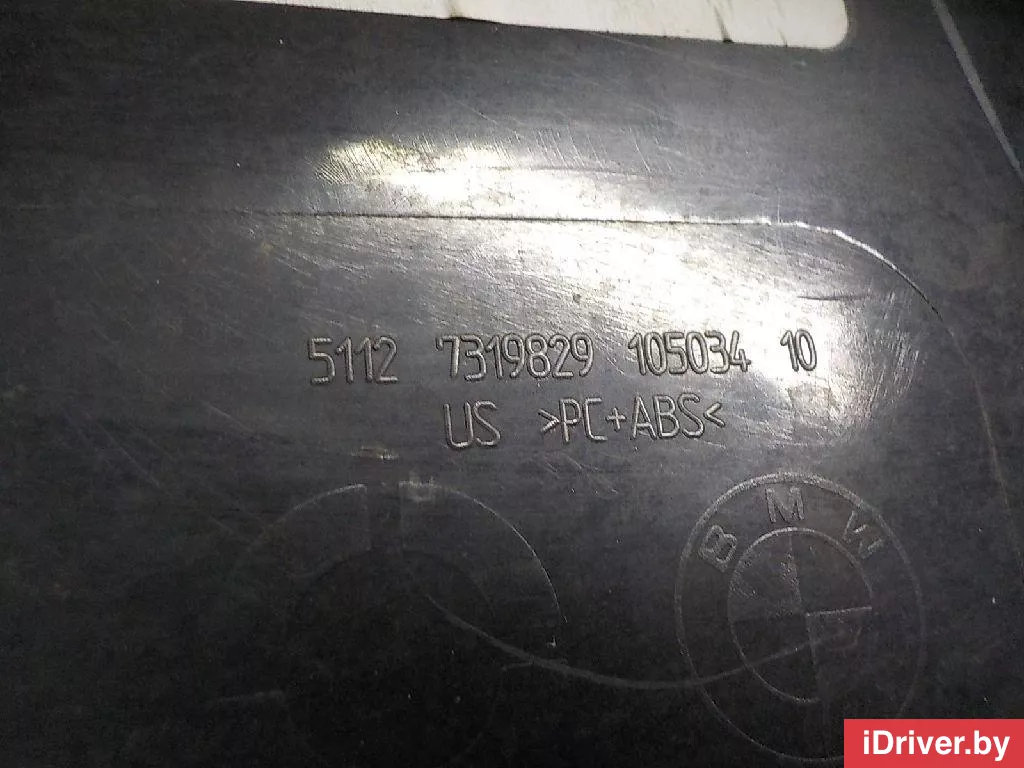 5112 7319829 105034 10
US >PC+ABS<
BMW
iDriver.by